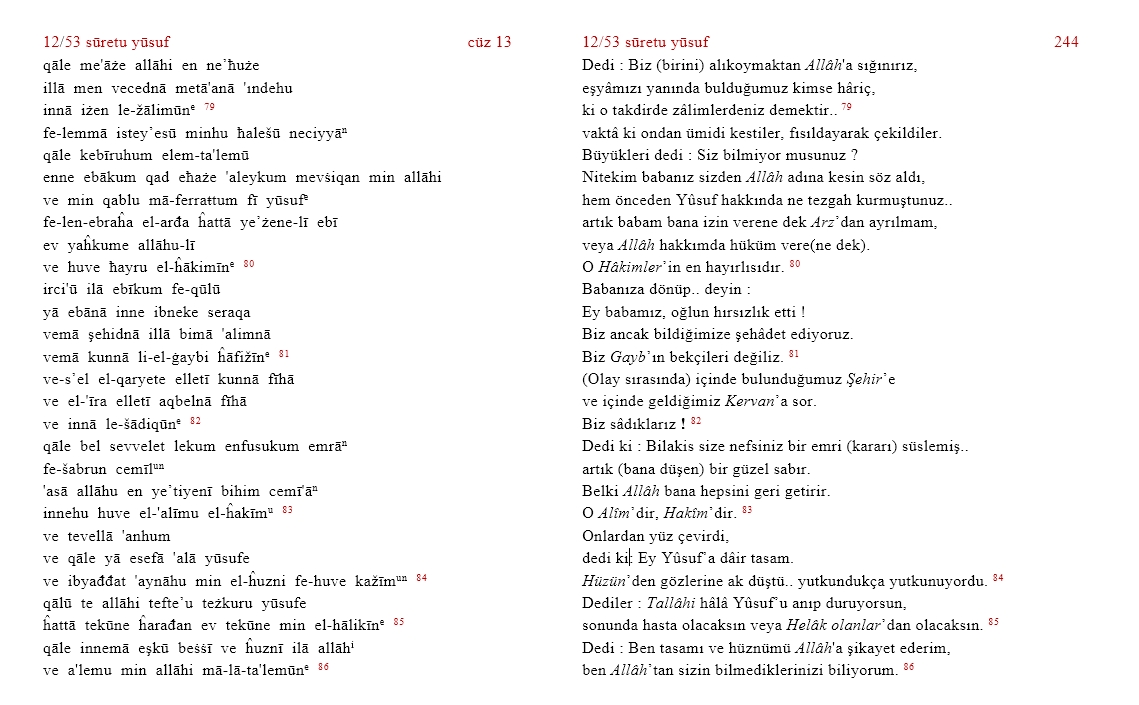 12/53 sūretu yūsuf cüz 13
qāle me'āże allāhi en ne’ħuże
illā men vecednā metā'anā 'ındehu
innā iżen le-žālimūnᵉ 79
fe-lemmā istey’esū minhu ħalešū neciyyāⁿ
qāle kebīruhum elem-ta'lemū
enne ebākum qad eħaże 'aleykum mevŝiqan min allāhi
ve min qablu mā-ferrattum fī yūsufᵉ
fe-len-ebraĥa el-arđa ĥattā ye’żene-lī ebī
ev yaĥkume allāhu-lī
ve huve ħayru el-ĥākimīnᵉ 80
irci'ū ilā ebīkum fe-qūlū
yā ebānā inne ibneke seraqa
vemā şehidnā illā bimā 'alimnā
vemā kunnā li-el-ġaybi ĥāfižīnᵉ 81
ve-s’el el-qaryete elletī kunnā fīhā
ve el-'īra elletī aqbelnā fīhā
ve innā le-šādiqūnᵉ 82
qāle bel sevvelet lekum enfusukum emrāⁿ
fe-šabrun cemīlᵘⁿ
'asā allāhu en ye’tiyenī bihim cemī'āⁿ
innehu huve el-'alīmu el-ĥakīmᵘ 83
ve tevellā 'anhum
ve qāle yā esefā 'alā yūsufe
ve ibyađđat 'aynāhu min el-ĥuzni fe-huve kažīmᵘⁿ 84
qālū te allāhi tefte’u teżkuru yūsufe
ĥattā tekūne ĥarađan ev tekūne min el-hālikīnᵉ 85
qāle innemā eşkū beŝŝī ve ĥuznī ilā allāhⁱ
ve a'lemu min allāhi mā-lā-ta'lemūnᵉ 86
12/53 sūretu yūsuf 244
Dedi : Biz (birini) alıkoymaktan Allâh'a sığınırız,
eşyâmızı yanında bulduğumuz kimse hâriç,
ki o takdirde zâlimlerdeniz demektir.. 79
vaktâ ki ondan ümidi kestiler, fısıldayarak çekildiler.
Büyükleri dedi : Siz bilmiyor musunuz ?
Nitekim babanız sizden Allâh adına kesin söz aldı,
hem önceden Yûsuf hakkında ne tezgah kurmuştunuz..
artık babam bana izin verene dek Arz’dan ayrılmam,
veya Allâh hakkımda hüküm vere(ne dek).
O Hâkimler’in en hayırlısıdır. 80
Babanıza dönüp.. deyin :
Ey babamız, oğlun hırsızlık etti !
Biz ancak bildiğimize şehâdet ediyoruz.
Biz Gayb’ın bekçileri değiliz. 81
(Olay sırasında) içinde bulunduğumuz Şehir’e
ve içinde geldiğimiz Kervan’a sor.
Biz sâdıklarız ! 82
Dedi ki : Bilakis size nefsiniz bir emri (kararı) süslemiş..
artık (bana düşen) bir güzel sabır.
Belki Allâh bana hepsini geri getirir.
O Alîm’dir, Hakîm’dir. 83
Onlardan yüz çevirdi,
dedi ki: Ey Yûsuf’a dâir tasam.
Hüzün’den gözlerine ak düştü.. yutkundukça yutkunuyordu. 84
Dediler : Tallâhi hâlâ Yûsuf’u anıp duruyorsun,
sonunda hasta olacaksın veya Helâk olanlar’dan olacaksın. 85
Dedi : Ben tasamı ve hüznümü Allâh'a şikayet ederim,
ben Allâh’tan sizin bilmediklerinizi biliyorum. 86